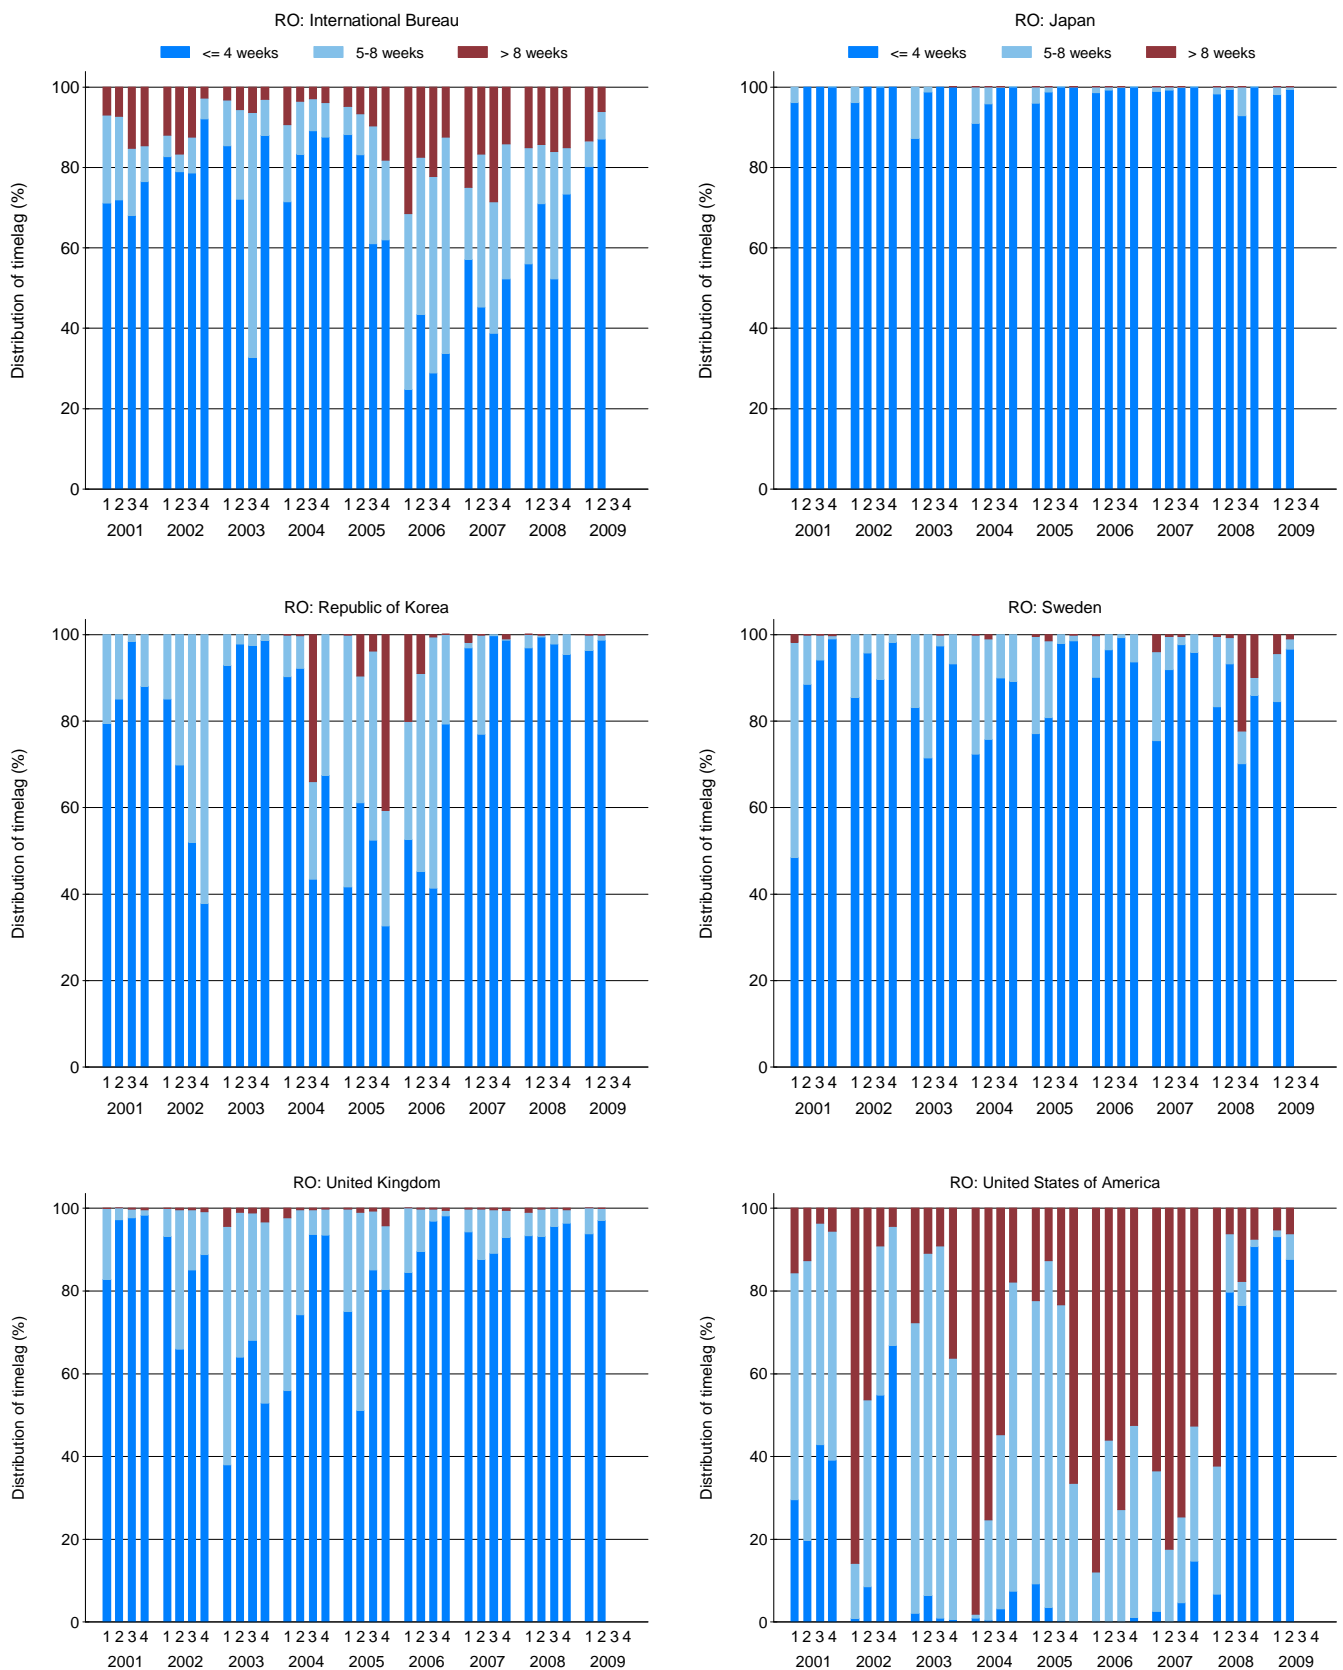 RO: International Bureau
<= 4 weeks 5-8 weeks > 8 weeks
Distribution of timelag (%)
100
80
60
40
20
0
1 2 3 4 1 2 3 4 1 2 3 4 1 2 3 4 1 2 3 4 1 2 3 4 1 2 3 4 1 2 3 4 1 2 3 4
2001 2002 2003 2004 2005 2006 2007 2008 2009
RO: Japan
<= 4 weeks 5-8 weeks > 8 weeks
Distribution of timelag (%)
100
80
60
40
20
0
1 2 3 4 1 2 3 4 1 2 3 4 1 2 3 4 1 2 3 4 1 2 3 4 1 2 3 4 1 2 3 4 1 2 3 4
2001 2002 2003 2004 2005 2006 2007 2008 2009
RO: Republic of Korea
Distribution of timelag (%)
100
80
60
40
20
0
1 2 3 4 1 2 3 4 1 2 3 4 1 2 3 4 1 2 3 4 1 2 3 4 1 2 3 4 1 2 3 4 1 2 3 4
2001 2002 2003 2004 2005 2006 2007 2008 2009
RO: Sweden
Distribution of timelag (%)
100
80
60
40
20
0
1 2 3 4 1 2 3 4 1 2 3 4 1 2 3 4 1 2 3 4 1 2 3 4 1 2 3 4 1 2 3 4 1 2 3 4
2001 2002 2003 2004 2005 2006 2007 2008 2009
RO: United Kingdom
Distribution of timelag (%)
100
80
60
40
20
0
1 2 3 4 1 2 3 4 1 2 3 4 1 2 3 4 1 2 3 4 1 2 3 4 1 2 3 4 1 2 3 4 1 2 3 4
2001 2002 2003 2004 2005 2006 2007 2008 2009
RO: United States of America
Distribution of timelag (%)
100
80
60
40
20
0
1 2 3 4 1 2 3 4 1 2 3 4 1 2 3 4 1 2 3 4 1 2 3 4 1 2 3 4 1 2 3 4 1 2 3 4
2001 2002 2003 2004 2005 2006 2007 2008 2009